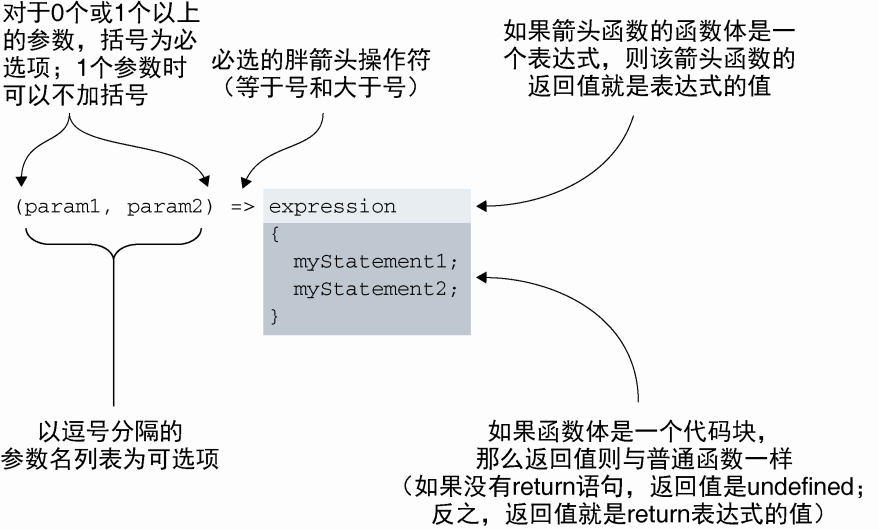 对于0个或1个以上
的参数，括号为必
选项；1个参数时
可以不加括号
必选的胖箭头操作符
（等于号和大于号）
如果箭头函数的函数体是一
个表达式，则该箭头函数的
返回值就是表达式的值
(param1, param2) => expression
{
myStatement1;
myStatement2;
}
以逗号分隔的
参数名列表为可选项
如果函数体是一个代码块，
那么返回值则与普通函数一样
（如果没有return语句，返回值是undefined；
反之，返回值就是return表达式的值）